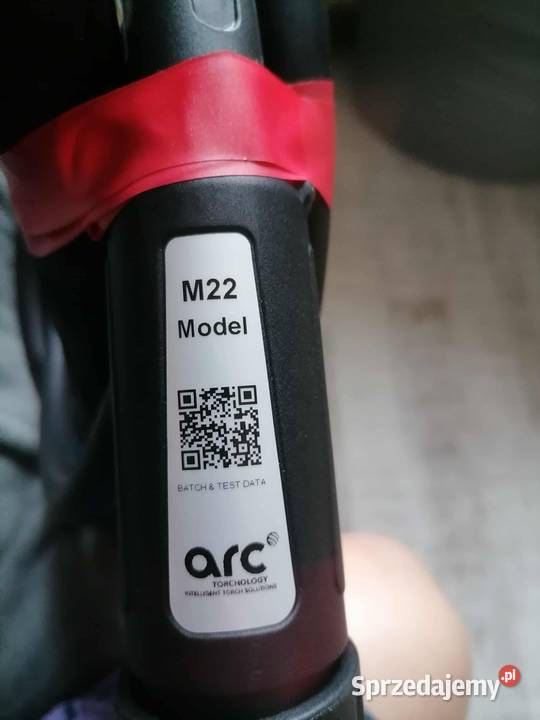 M22
Model
BATCH & TEST DATA
arc
TORCHOLOGY
INTELLIGENT TORCH SOLUTIONS
Sprzedajemy.pl